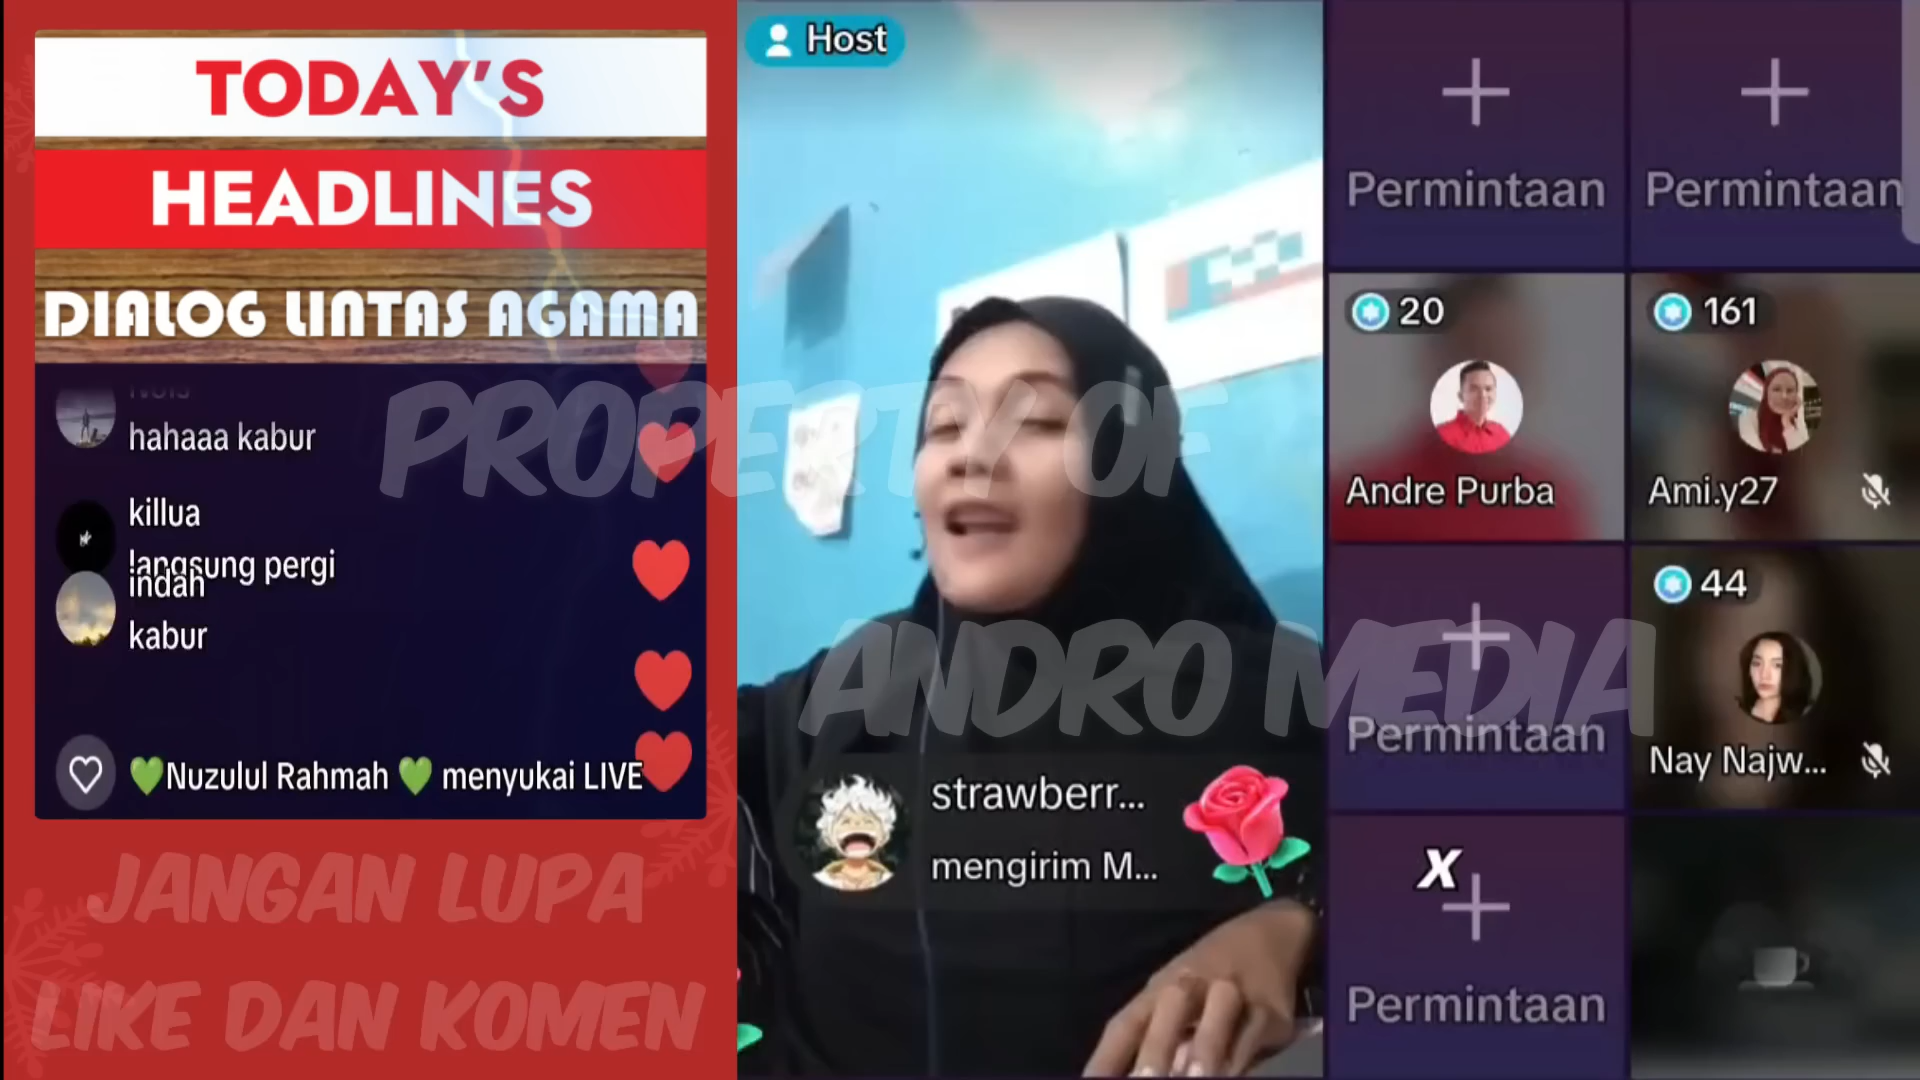 TODAY'S
HEADLINES
DIALOG LINTAS AGAMA
hahaaa kabur
killua
langsung pergi
indah
kabur
💚Nuzulul Rahmah 💚 menyukai LIVE
JANGAN LUPA
LIKE DAN KOMEN
PROPERTY OF
ANDRO MEDIA
Host
strawberr...
mengirim M...
Permintaan
Permintaan
20
Andre Purba
161
Ami.y27
Permintaan
44
Nay Najw...
X
Permintaan